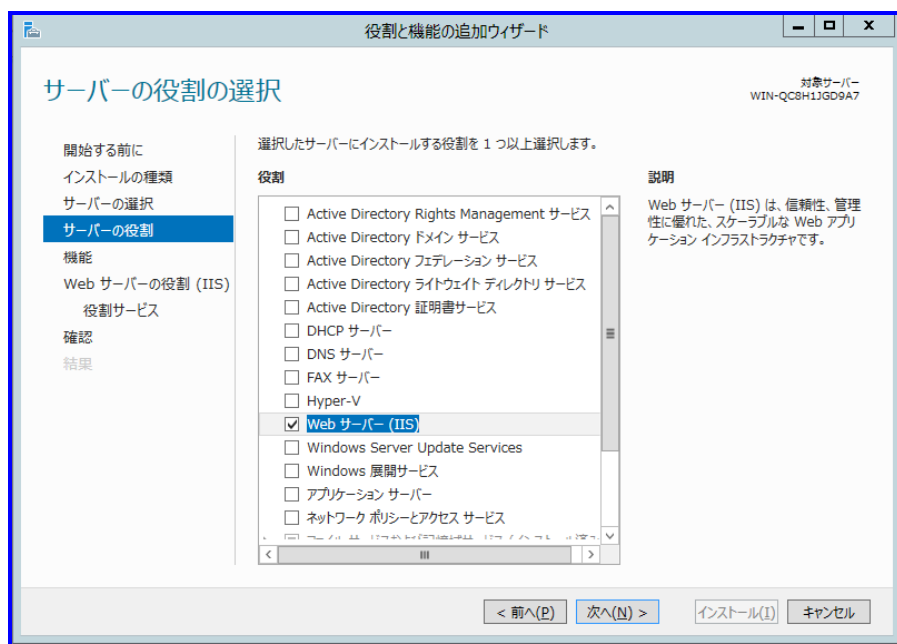 役割と機能の追加ウィザード
サーバーの役割の選択
対象サーバー
WIN-QC8H1JGD9A7
開始する前に
インストールの種類
サーバーの選択
サーバーの役割
機能
Web サーバーの役割 (IIS)
役割サービス
確認
結果
選択したサーバーにインストールする役割を 1 つ以上選択します。
役割
Active Directory Rights Management サービス
Active Directory ドメイン サービス
Active Directory フェデレーション サービス
Active Directory ライトウェイト ディレクトリ サービス
Active Directory 証明書サービス
DHCP サーバー
DNS サーバー
FAX サーバー
Hyper-V
Web サーバー (IIS)
Windows Server Update Services
Windows 展開サービス
アプリケーション サーバー
ネットワーク ポリシーとアクセス サービス
説明
Web サーバー (IIS) は、信頼性、管理
性に優れた、スケーラブルな Web アプリ
ケーション インフラストラクチャです。
< 前へ(P)
次へ(N) >
インストール(I)
キャンセル